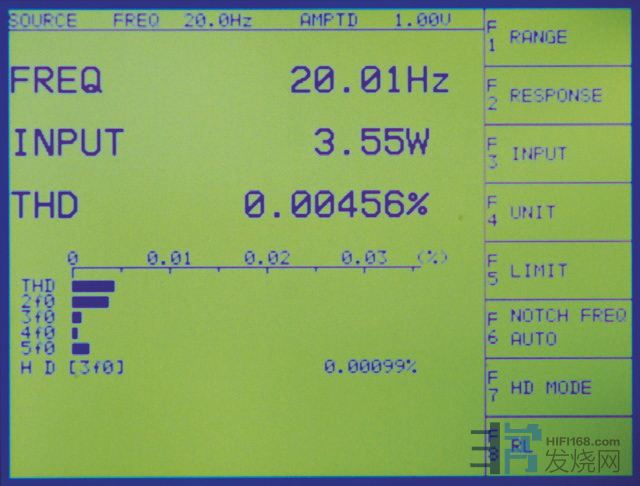 SOURCE FREQ 20.0Hz AMPTD 1.00V
FREQ 20.01Hz
INPUT 3.55W
THD 0.00456%
0 0.01 0.02 0.03 (%)
THD
2f0
3f0
4f0
5f0
H D [3f0] 0.00099%
F1 RANGE
F2 RESPONSE
F3 INPUT
F4 UNIT
F5 LIMIT
F6 NOTCH FREQ
AUTO
F7 HD MODE
F8 RL
HIFI168.com
发烧网